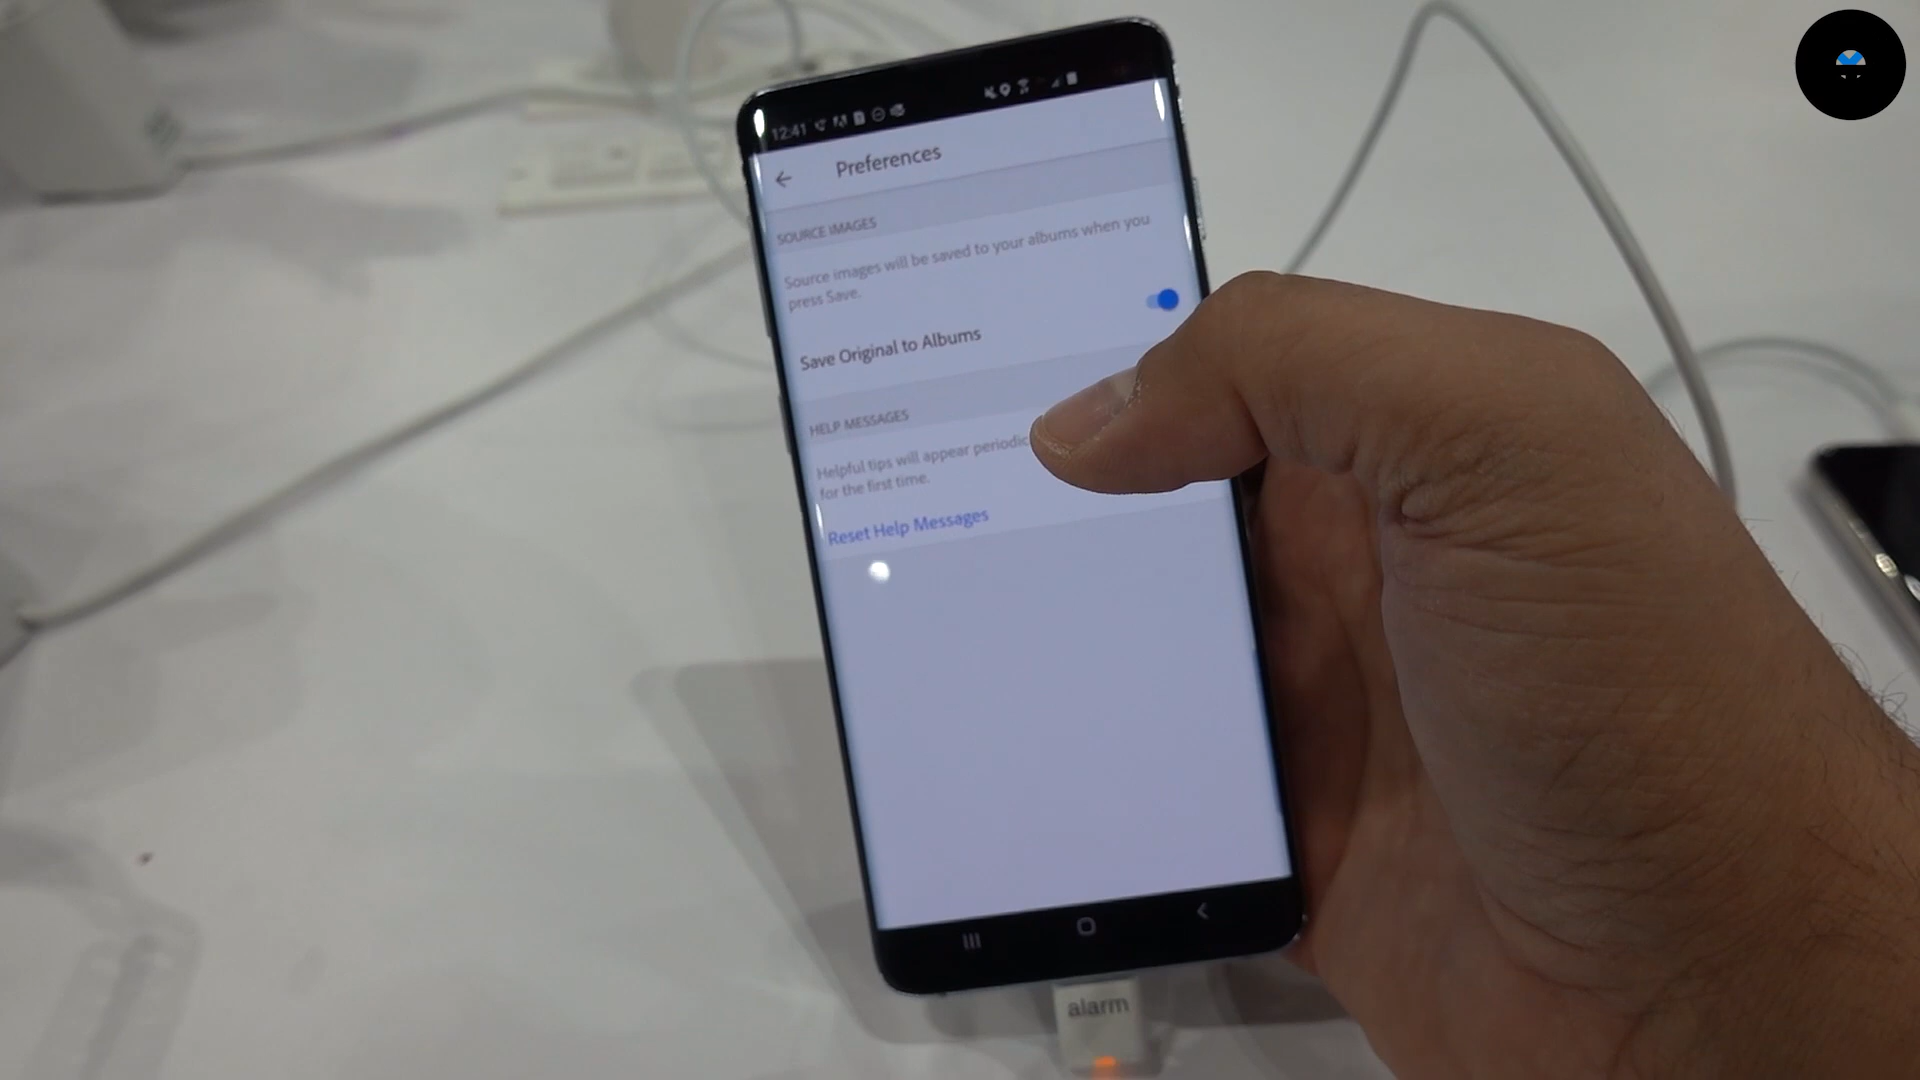 12:41
Preferences
SOURCE IMAGES
Source images will be saved to your albums when you
press Save.
Save Original to Albums
HELP MESSAGES
Helpful tips will appear periodic
for the first time.
Reset Help Messages
alarm